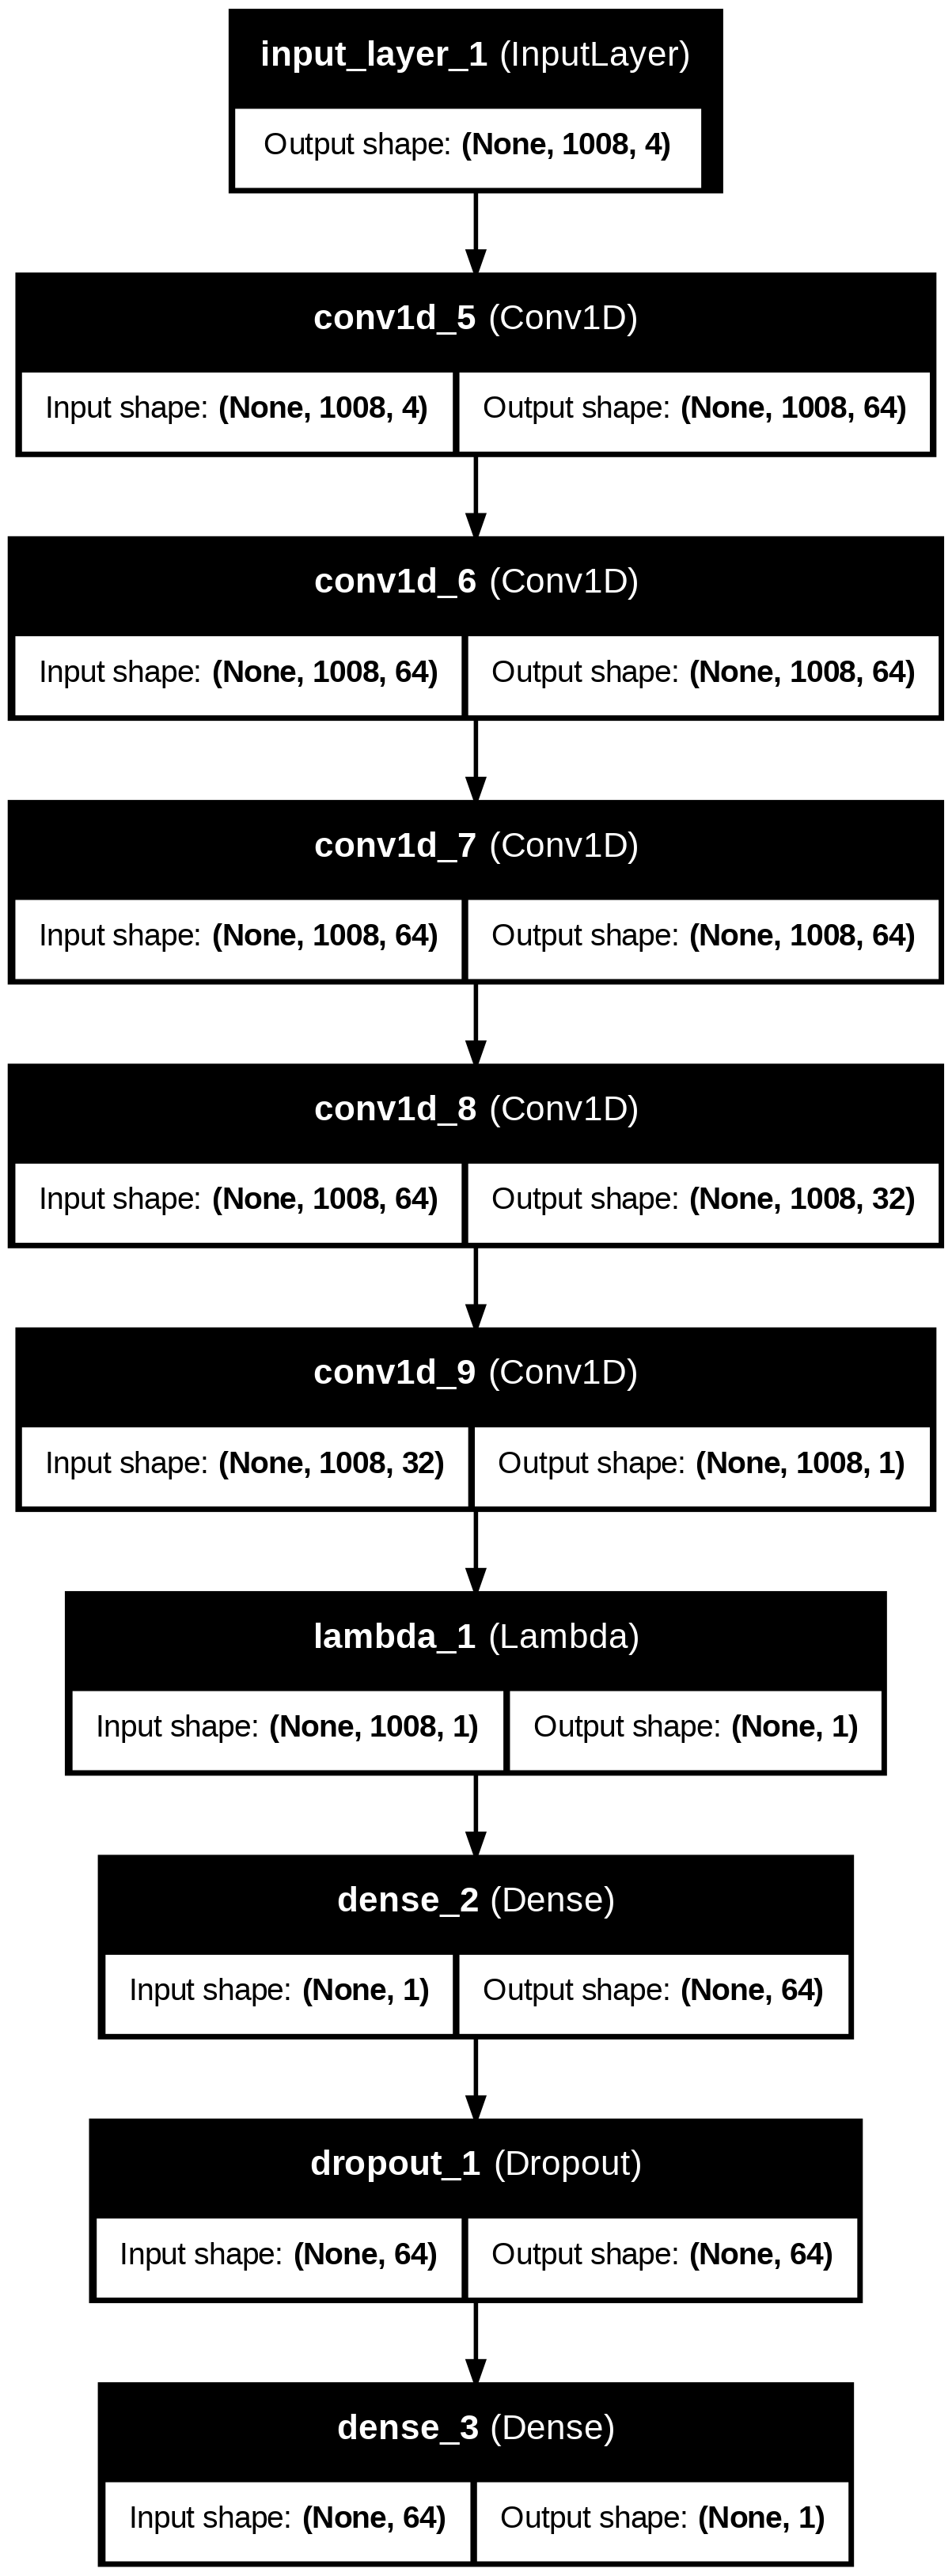 input_layer_1 (InputLayer)
Output shape: (None, 1008, 4)
conv1d_5 (Conv1D)
Input shape: (None, 1008, 4) Output shape: (None, 1008, 64)
conv1d_6 (Conv1D)
Input shape: (None, 1008, 64) Output shape: (None, 1008, 64)
conv1d_7 (Conv1D)
Input shape: (None, 1008, 64) Output shape: (None, 1008, 64)
conv1d_8 (Conv1D)
Input shape: (None, 1008, 64) Output shape: (None, 1008, 32)
conv1d_9 (Conv1D)
Input shape: (None, 1008, 32) Output shape: (None, 1008, 1)
lambda_1 (Lambda)
Input shape: (None, 1008, 1) Output shape: (None, 1)
dense_2 (Dense)
Input shape: (None, 1) Output shape: (None, 64)
dropout_1 (Dropout)
Input shape: (None, 64) Output shape: (None, 64)
dense_3 (Dense)
Input shape: (None, 64) Output shape: (None, 1)